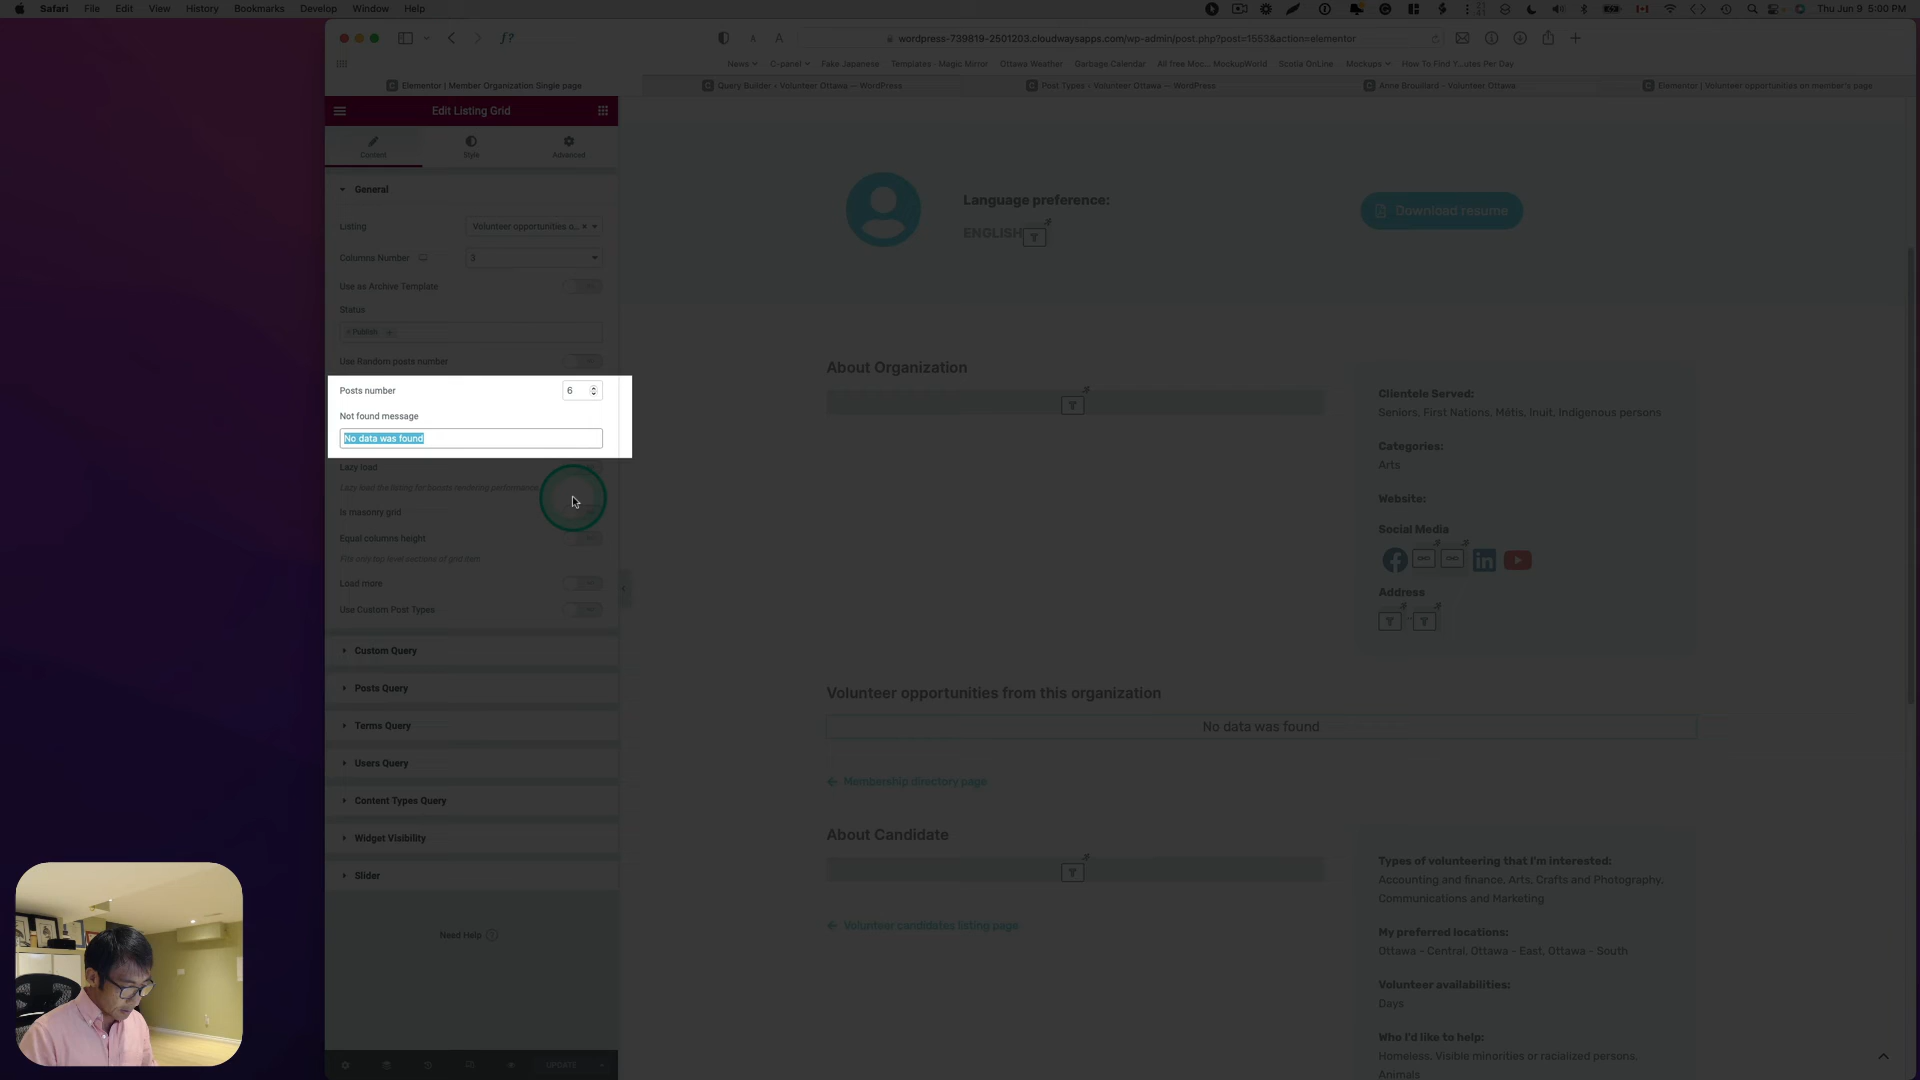 Safari File Edit View History Bookmarks Develop Window Help
Thu Jun 9 5:00 PM
f?
A A
wordpress-739819-2501203.cloudwaysapps.com/wp-admin/post.php?post=1553&action=elementor
News C-panel Fake Japanese Templates - Magic Mirror Ottawa Weather Garbage Calendar All free Moc... MockupWorld Scotia OnLine Mockups How To Find Y...utes Per Day
Elementor | Member Organization Single page
Query Builder ‹ Volunteer Ottawa — WordPress
Post Types ‹ Volunteer Ottawa — WordPress
Anne Brouillard - Volunteer Ottawa
Elementor | Volunteer opportunities on member's page
Edit Listing Grid
Content Style Advanced
General
Listing
Volunteer opportunities o... ×
Columns Number
3
Use as Archive Template
Status
Publish
Use Random posts number
Posts number
6
Not found message
No data was found
Lazy load
Lazy load the listing for boosts rendering performance.
Is masonry grid
Equal columns height
Fits only top level sections of grid item
Load more
Use Custom Post Types
Custom Query
Posts Query
Terms Query
Users Query
Content Types Query
Widget Visibility
Slider
Need Help ?
UPDATE
Language preference:
ENGLISH
Download resume
About Organization
Clientele Served:
Seniors, First Nations, Métis, Inuit, Indigenous persons
Categories:
Arts
Website:
Social Media
Address
Volunteer opportunities from this organization
No data was found
Membership directory page
About Candidate
Volunteer candidates listing page
Types of volunteering that I'm interested:
Accounting and finance, Arts, Crafts and Photography,
Communications and Marketing
My preferred locations:
Ottawa - Central, Ottawa - East, Ottawa - South
Volunteer availabilities:
Days
Who I'd like to help:
Homeless, Visible minorities or racialized persons,
Animals